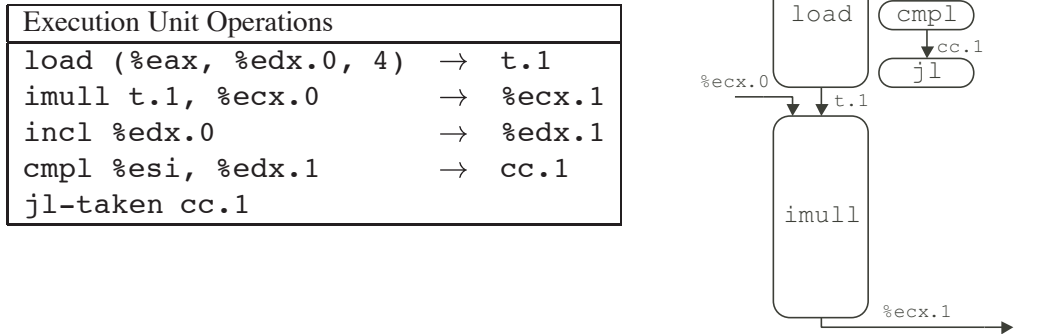 Execution Unit Operations
load (%eax, %edx.0, 4) → t.1
imull t.1, %ecx.0 → %ecx.1
incl %edx.0 → %edx.1
cmpl %esi, %edx.1 → cc.1
jl-taken cc.1
load
cmpl
cc.1
jl
%ecx.0
t.1
imull
%ecx.1